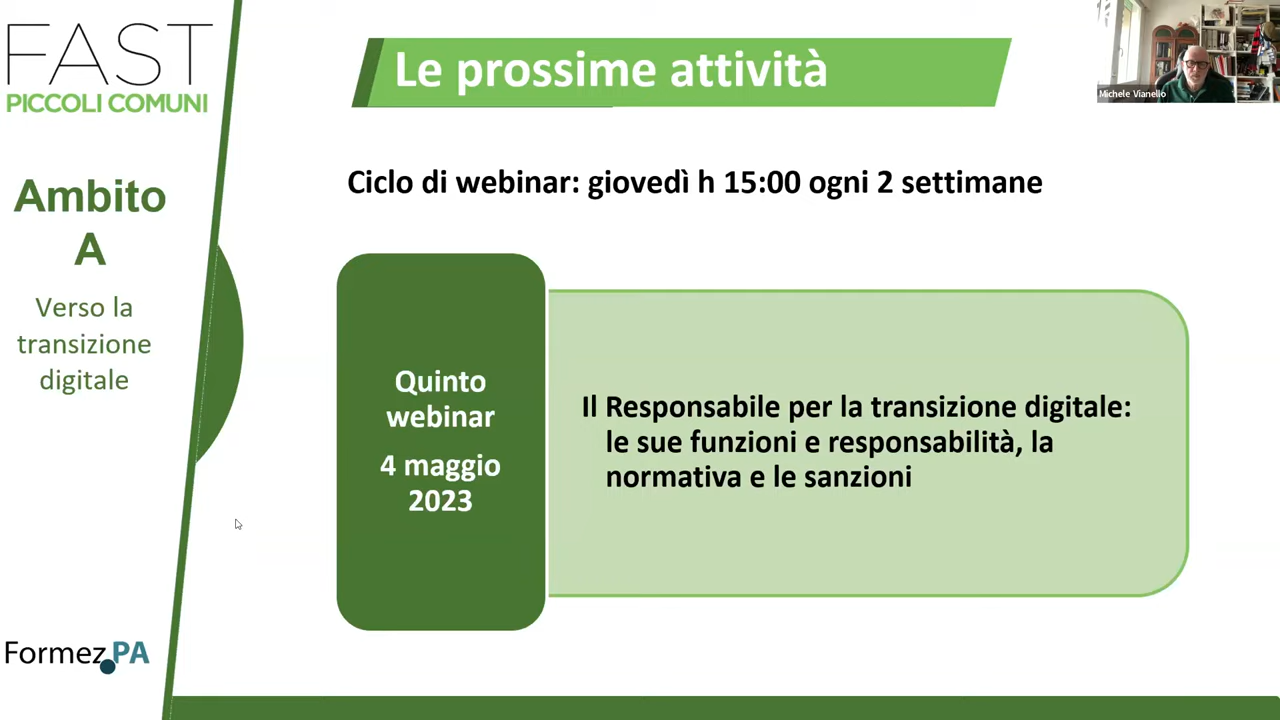 FAST
PICCOLI COMUNI
Ambito
A
Verso la
transizione
digitale
Formez PA
Le prossime attività
Michele Vianello
Ciclo di webinar: giovedì h 15:00 ogni 2 settimane
Quinto
webinar
4 maggio
2023
Il Responsabile per la transizione digitale:
le sue funzioni e responsabilità, la
normativa e le sanzioni